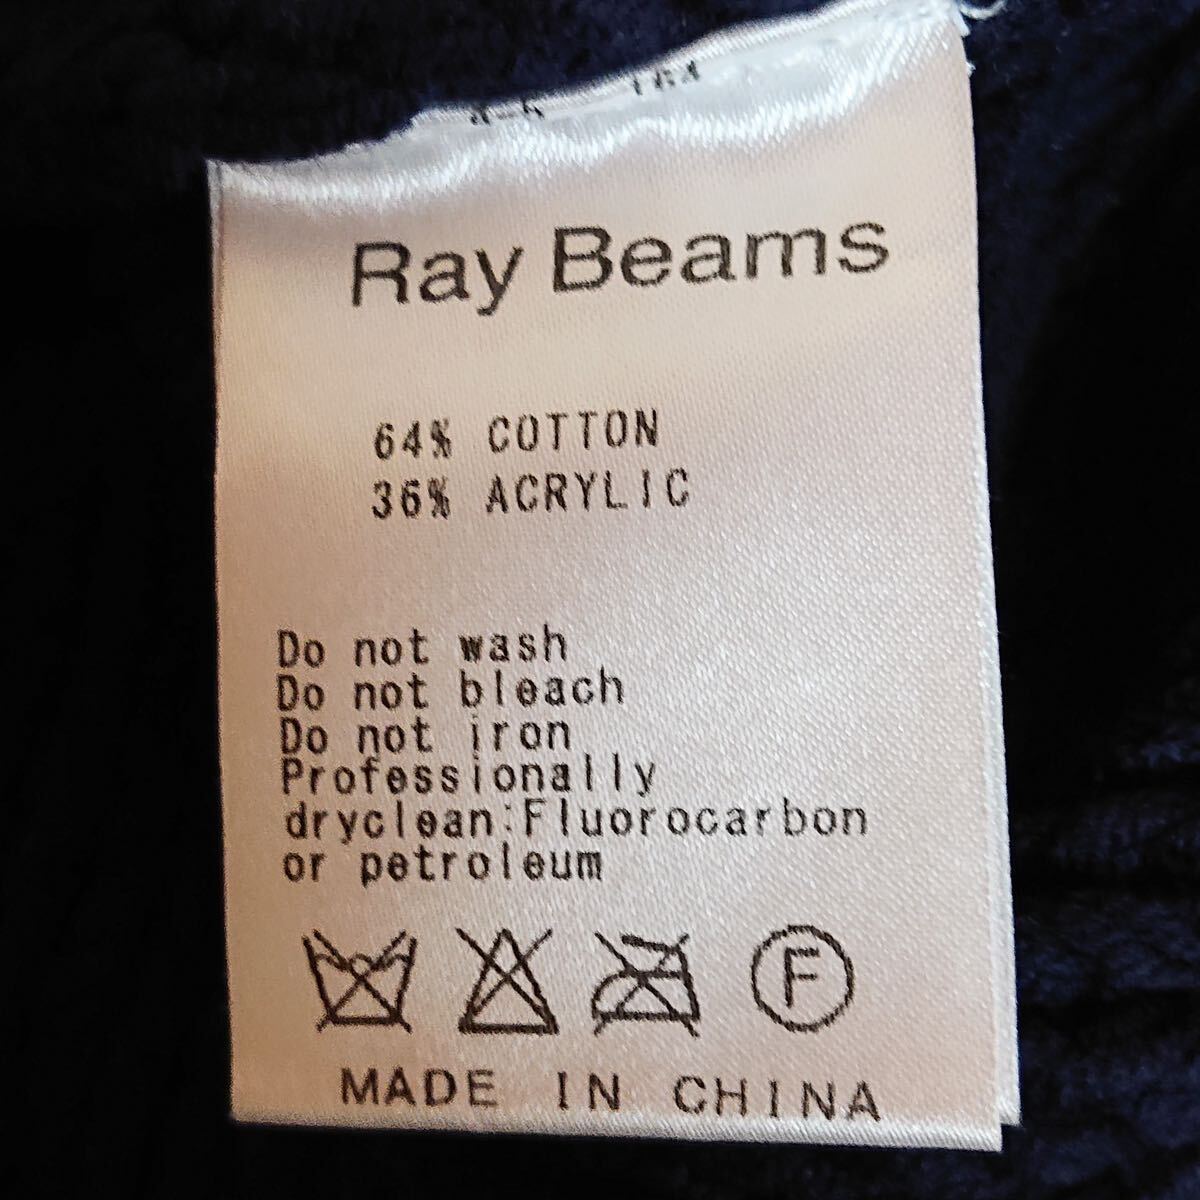 Ray Beams
64% COTTON
36% ACRYLIC
Do not wash
Do not bleach
Do not iron
Professionally
dryclean:Fluorocarbon
or petroleum
F
MADE IN CHINA